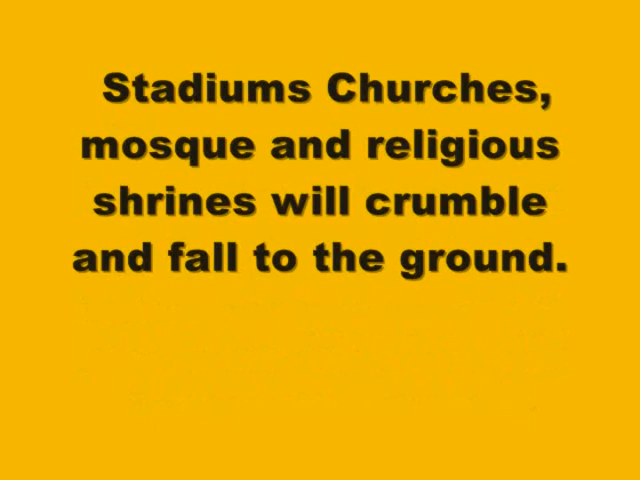 Stadiums Churches,
mosque and religious
shrines will crumble
and fall to the ground.